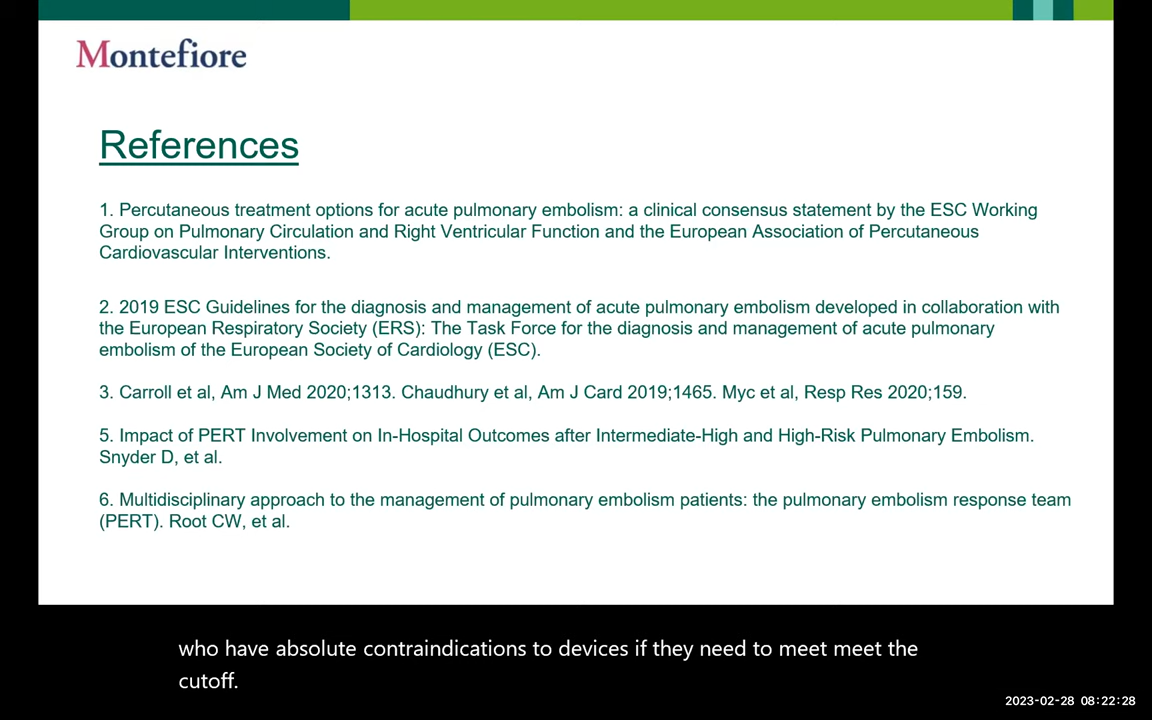 Montefiore
References
1. Percutaneous treatment options for acute pulmonary embolism: a clinical consensus statement by the ESC Working
Group on Pulmonary Circulation and Right Ventricular Function and the European Association of Percutaneous
Cardiovascular Interventions.
2. 2019 ESC Guidelines for the diagnosis and management of acute pulmonary embolism developed in collaboration with
the European Respiratory Society (ERS): The Task Force for the diagnosis and management of acute pulmonary
embolism of the European Society of Cardiology (ESC).
3. Carroll et al, Am J Med 2020;1313. Chaudhury et al, Am J Card 2019;1465. Myc et al, Resp Res 2020;159.
5. Impact of PERT Involvement on In-Hospital Outcomes after Intermediate-High and High-Risk Pulmonary Embolism.
Snyder D, et al.
6. Multidisciplinary approach to the management of pulmonary embolism patients: the pulmonary embolism response team
(PERT). Root CW, et al.
who have absolute contraindications to devices if they need to meet meet the
cutoff.
2023-02-28 08:22:28